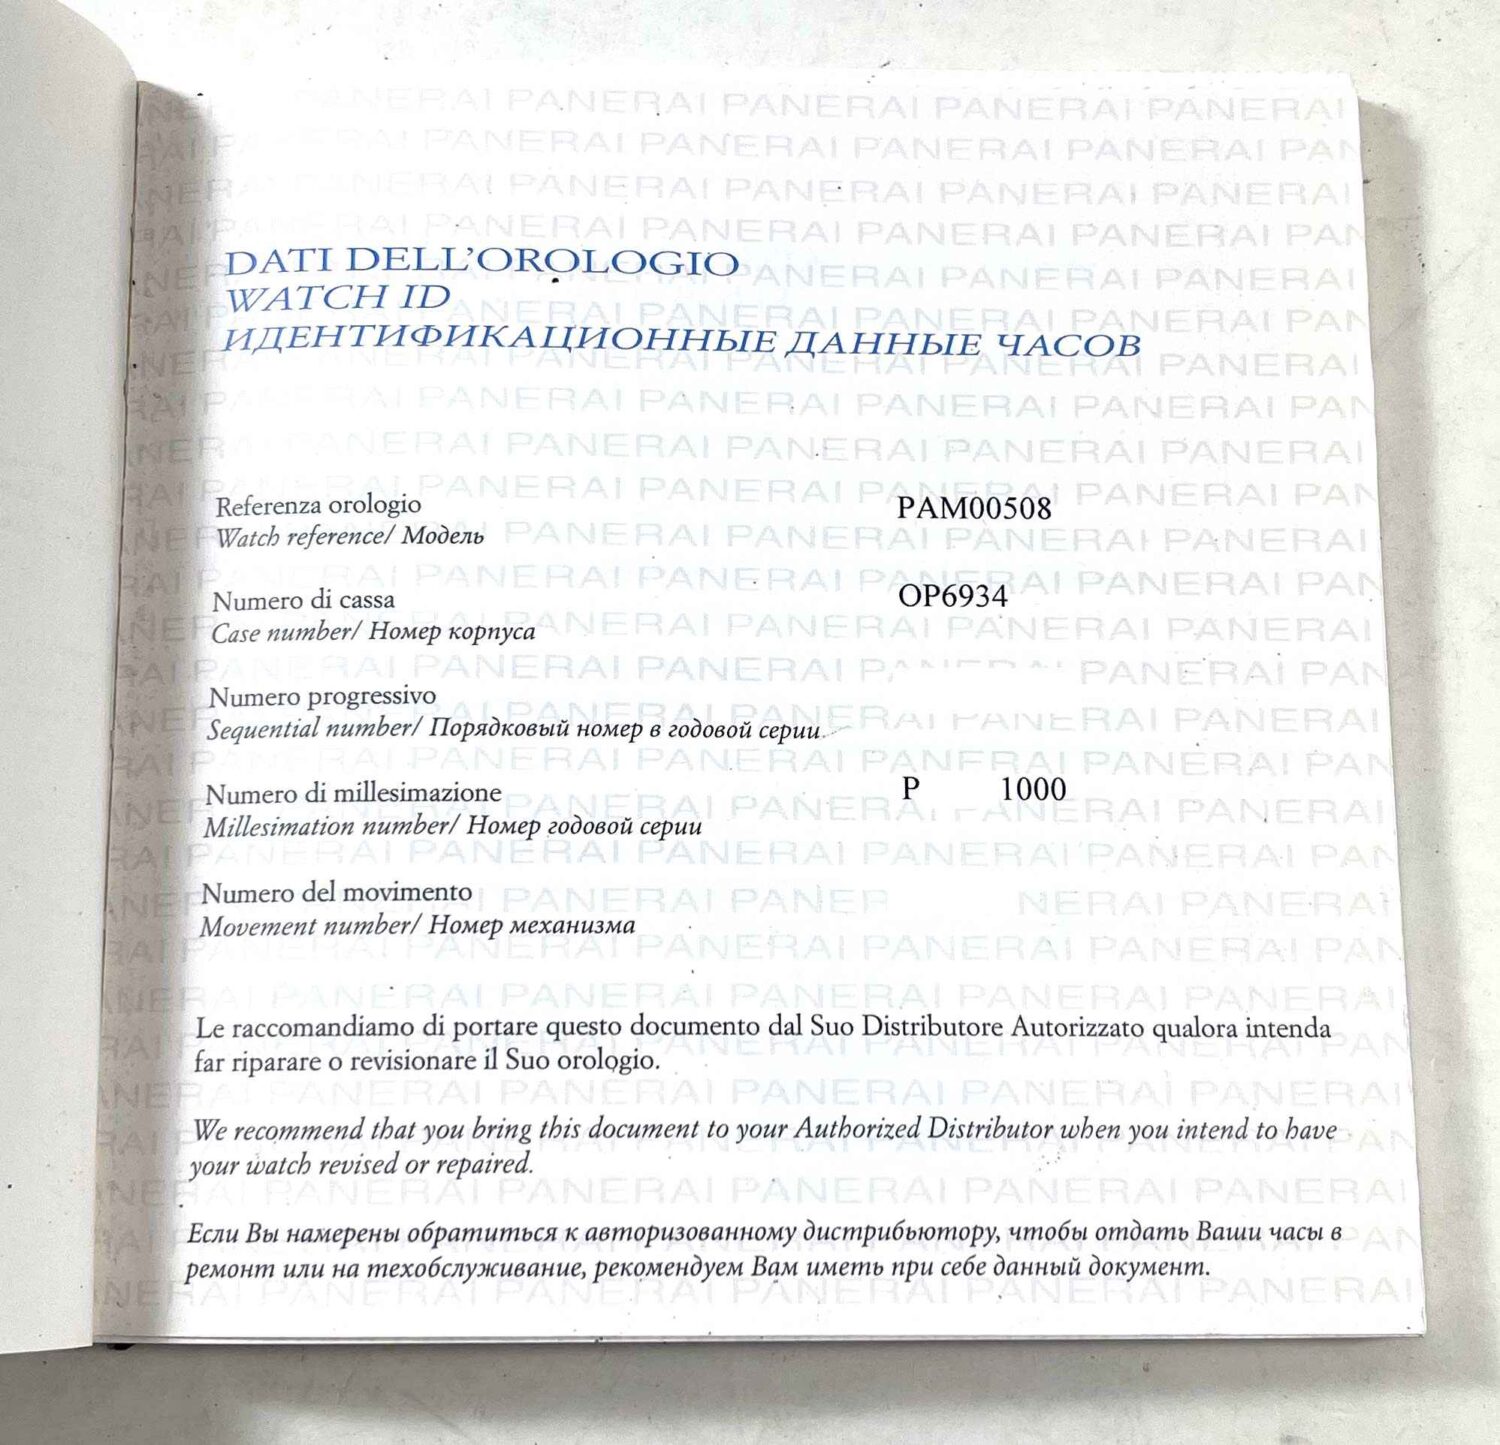 DATI DELL'OROLOGIO
WATCH ID
ИДЕНТИФИКАЦИОННЫЕ ДАННЫЕ ЧАСОВ
Referenza orologio
PAM00508
Watch reference/ Модель
Numero di cassa
OP6934
Case number/ Номер корпуса
Numero progressivo
Sequential number/ Порядковый номер в годовой серии
Numero di millesimazione
P 1000
Millesimation number/ Номер годовой серии
Numero del movimento
Movement number/ Номер механизма
Le raccomandiamo di portare questo documento dal Suo Distributore Autorizzato qualora intenda
far riparare o revisionare il Suo orologio.
We recommend that you bring this document to your Authorized Distributor when you intend to have
your watch revised or repaired.
Если Вы намерены обратиться к авторизованному дистрибьютору, чтобы отдать Ваши часы в
ремонт или на техобслуживание, рекомендуем Вам иметь при себе данный документ.